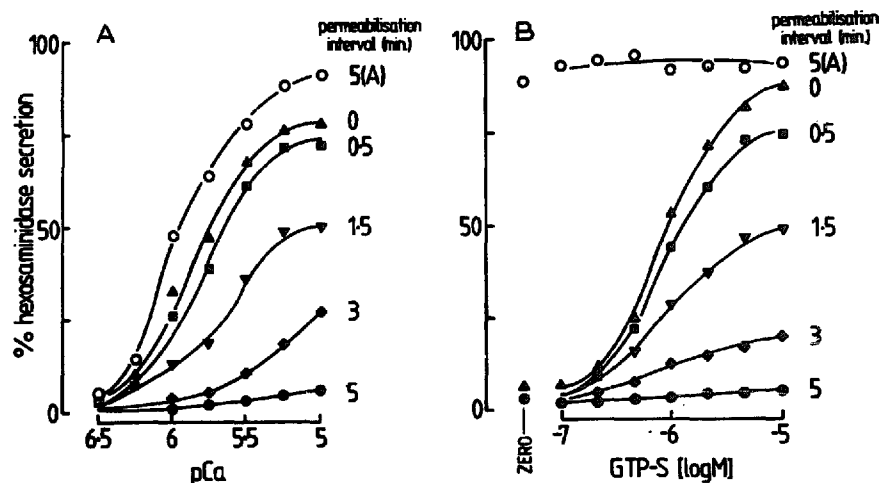 A
permeabilisation
interval (min.)
% hexosaminidase secretion
100
50
0
5(A)
0
0·5
1·5
3
5
6·5
6
5·5
5
pCa
B
permeabilisation
interval (min.)
100
50
0
5(A)
0
0·5
1·5
3
5
ZERO
-7
-6
-5
GTP-S [logM]